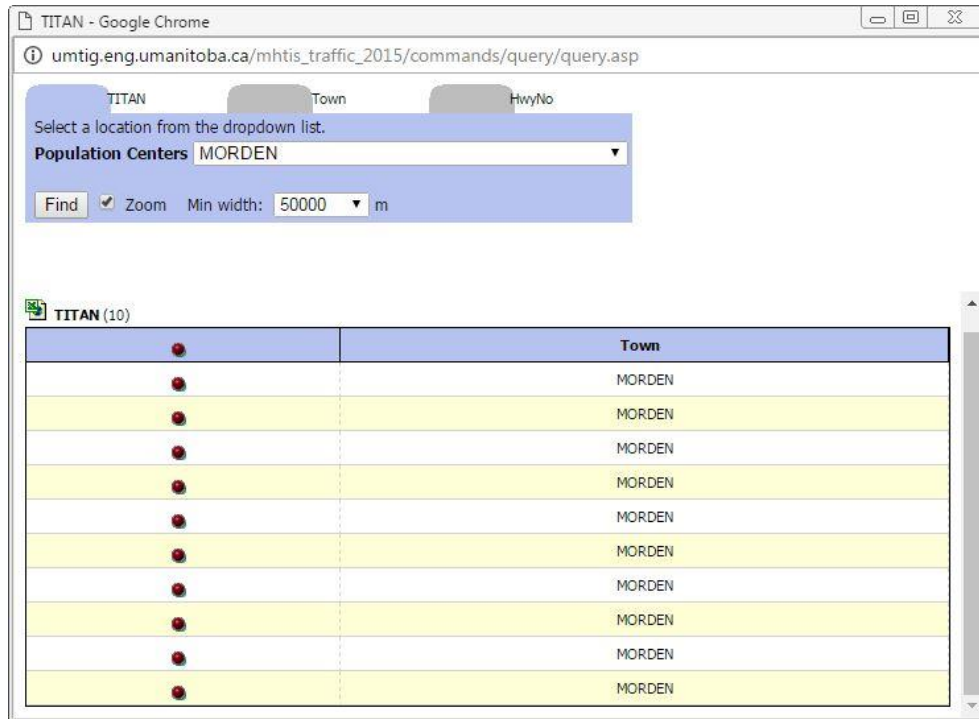 TITAN - Google Chrome
umtig.eng.umanitoba.ca/mhtis_traffic_2015/commands/query/query.asp
TITAN Town HwyNo
Select a location from the dropdown list.
Population Centers MORDEN
Find Zoom Min width: 50000 m
TITAN (10)
Town
MORDEN
MORDEN
MORDEN
MORDEN
MORDEN
MORDEN
MORDEN
MORDEN
MORDEN
MORDEN